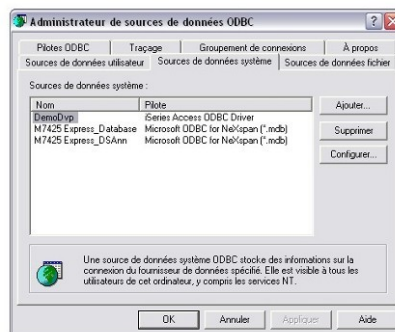 Administrateur de sources de données ODBC
Pilotes ODBC Traçage Groupement de connexions À propos
Sources de données utilisateur Sources de données système Sources de données fichier
Sources de données système :
Nom Pilote
DemoDvp iSeries Access ODBC Driver
M7425 Express_Database Microsoft ODBC for NeXspan (*.mdb)
M7425 Express_DSAnn Microsoft ODBC for NeXspan (*.mdb)
Ajouter...
Supprimer
Configurer...
Une source de données système ODBC stocke des informations sur la
connexion du fournisseur de données spécifié. Elle est visible à tous les
utilisateurs de cet ordinateur, y compris les services NT.
OK Annuler Appliquer Aide